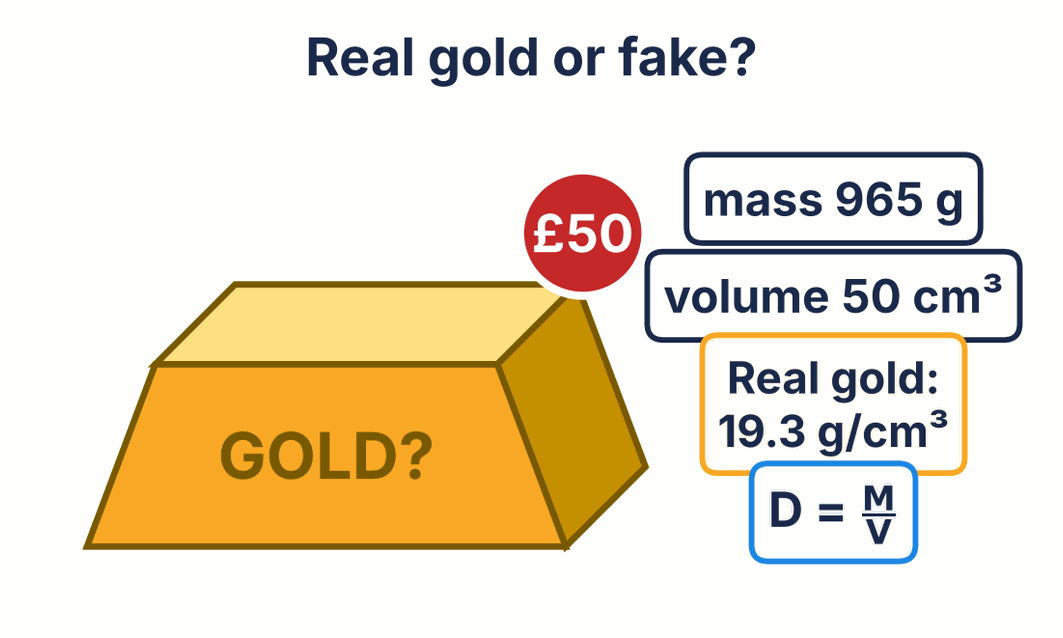 Real gold or fake?
£50
mass 965 g
volume 50 cm³
Real gold:
19.3 g/cm³
D = M/V
GOLD?